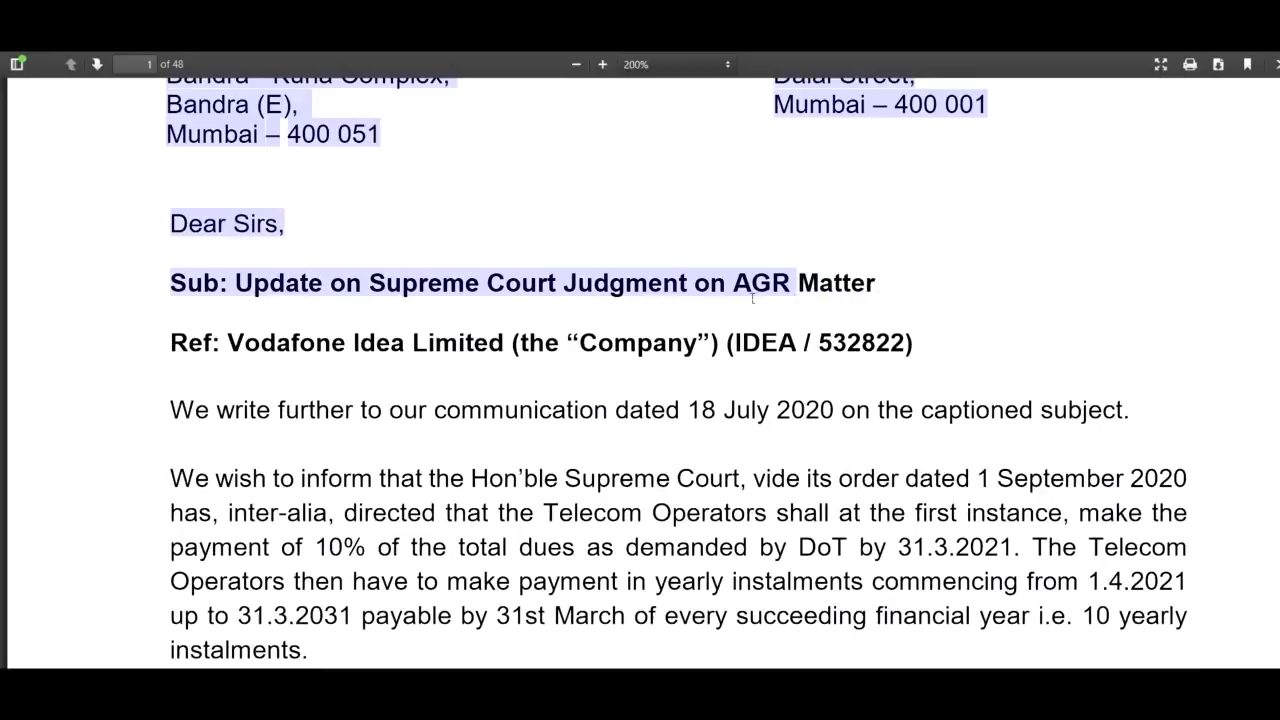 1 of 48
200%
Bandra - Kurla Complex,
Dalal Street,
Bandra (E),
Mumbai – 400 001
Mumbai – 400 051
Dear Sirs,
Sub: Update on Supreme Court Judgment on AGR Matter
Ref: Vodafone Idea Limited (the “Company”) (IDEA / 532822)
We write further to our communication dated 18 July 2020 on the captioned subject.
We wish to inform that the Hon’ble Supreme Court, vide its order dated 1 September 2020
has, inter-alia, directed that the Telecom Operators shall at the first instance, make the
payment of 10% of the total dues as demanded by DoT by 31.3.2021. The Telecom
Operators then have to make payment in yearly instalments commencing from 1.4.2021
up to 31.3.2031 payable by 31st March of every succeeding financial year i.e. 10 yearly
instalments.